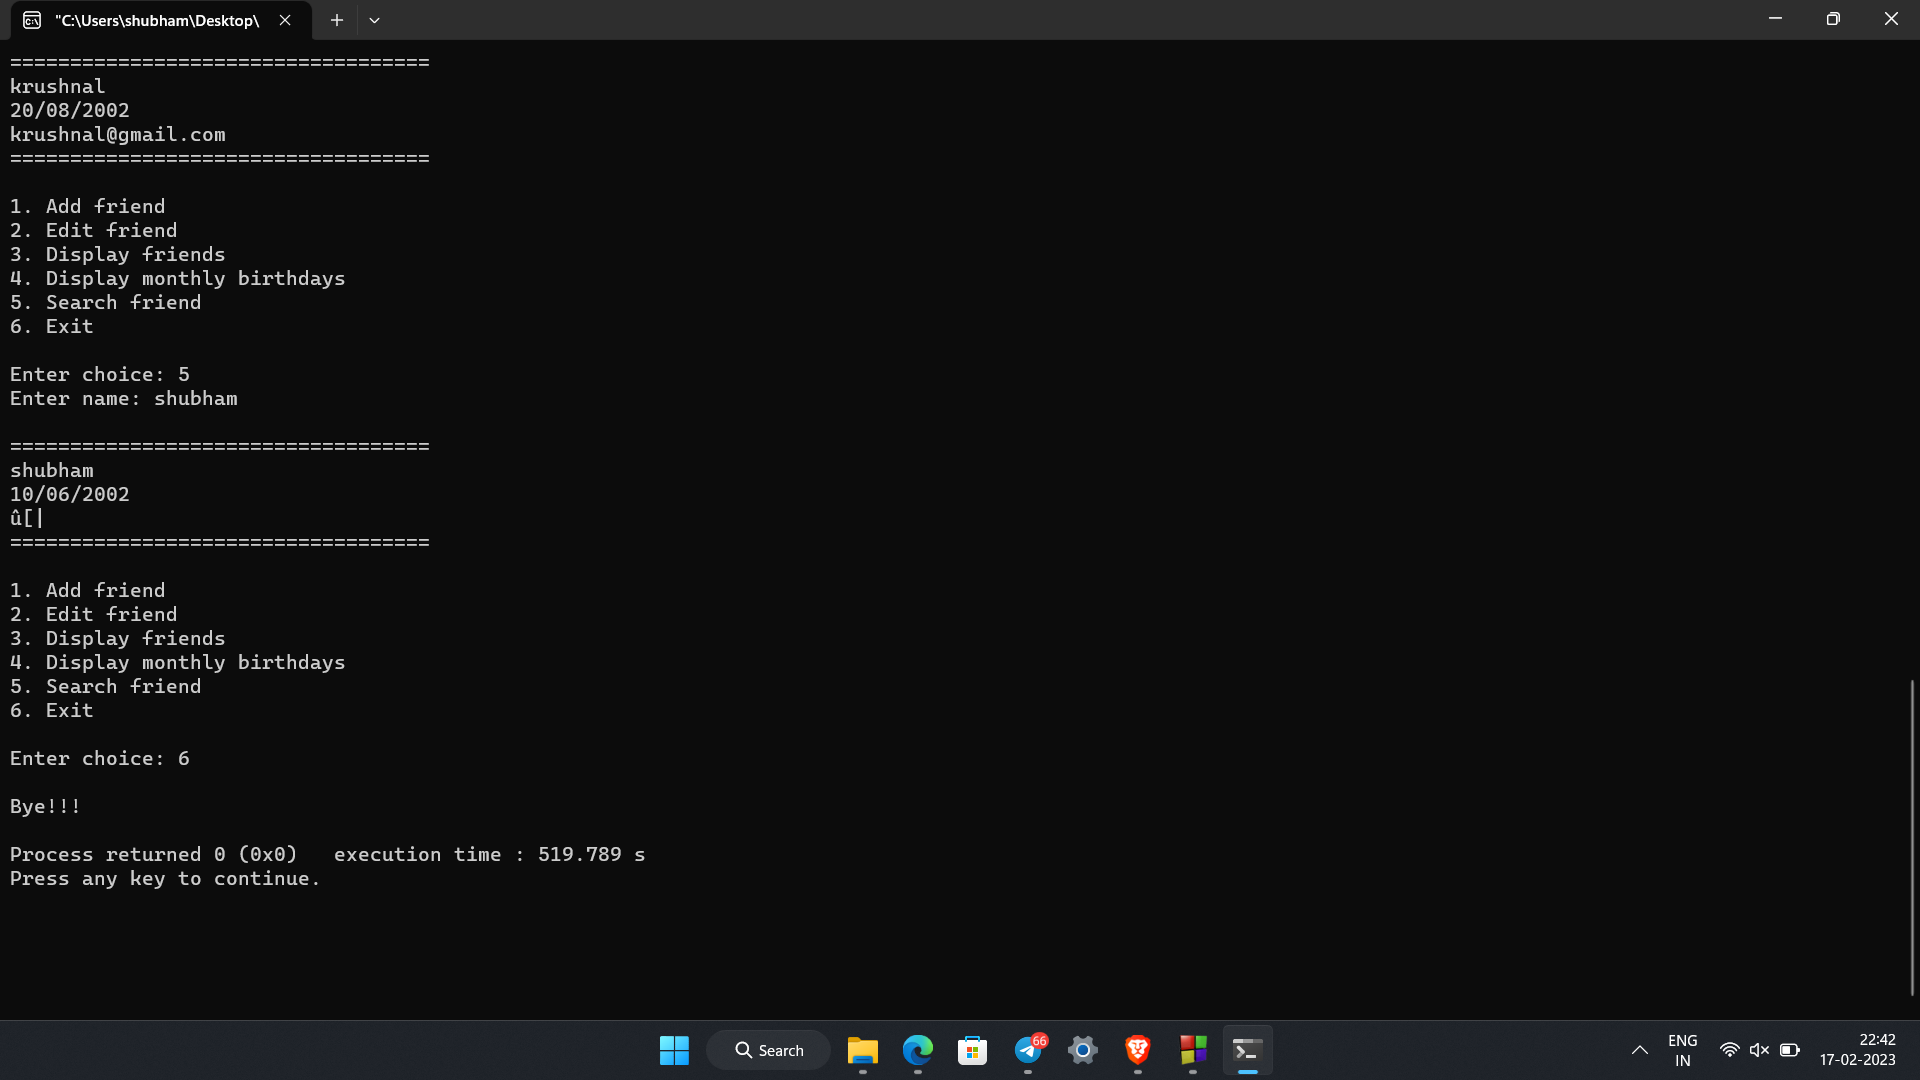 "C:\Users\shubham\Desktop\
===================================
krushnal
20/08/2002
krushnal@gmail.com
===================================
1. Add friend
2. Edit friend
3. Display friends
4. Display monthly birthdays
5. Search friend
6. Exit
Enter choice: 5
Enter name: shubham
===================================
shubham
10/06/2002
û[|
===================================
1. Add friend
2. Edit friend
3. Display friends
4. Display monthly birthdays
5. Search friend
6. Exit
Enter choice: 6
Bye!!!
Process returned 0 (0x0)   execution time : 519.789 s
Press any key to continue.
Search
66
ENG
IN
22:42
17-02-2023